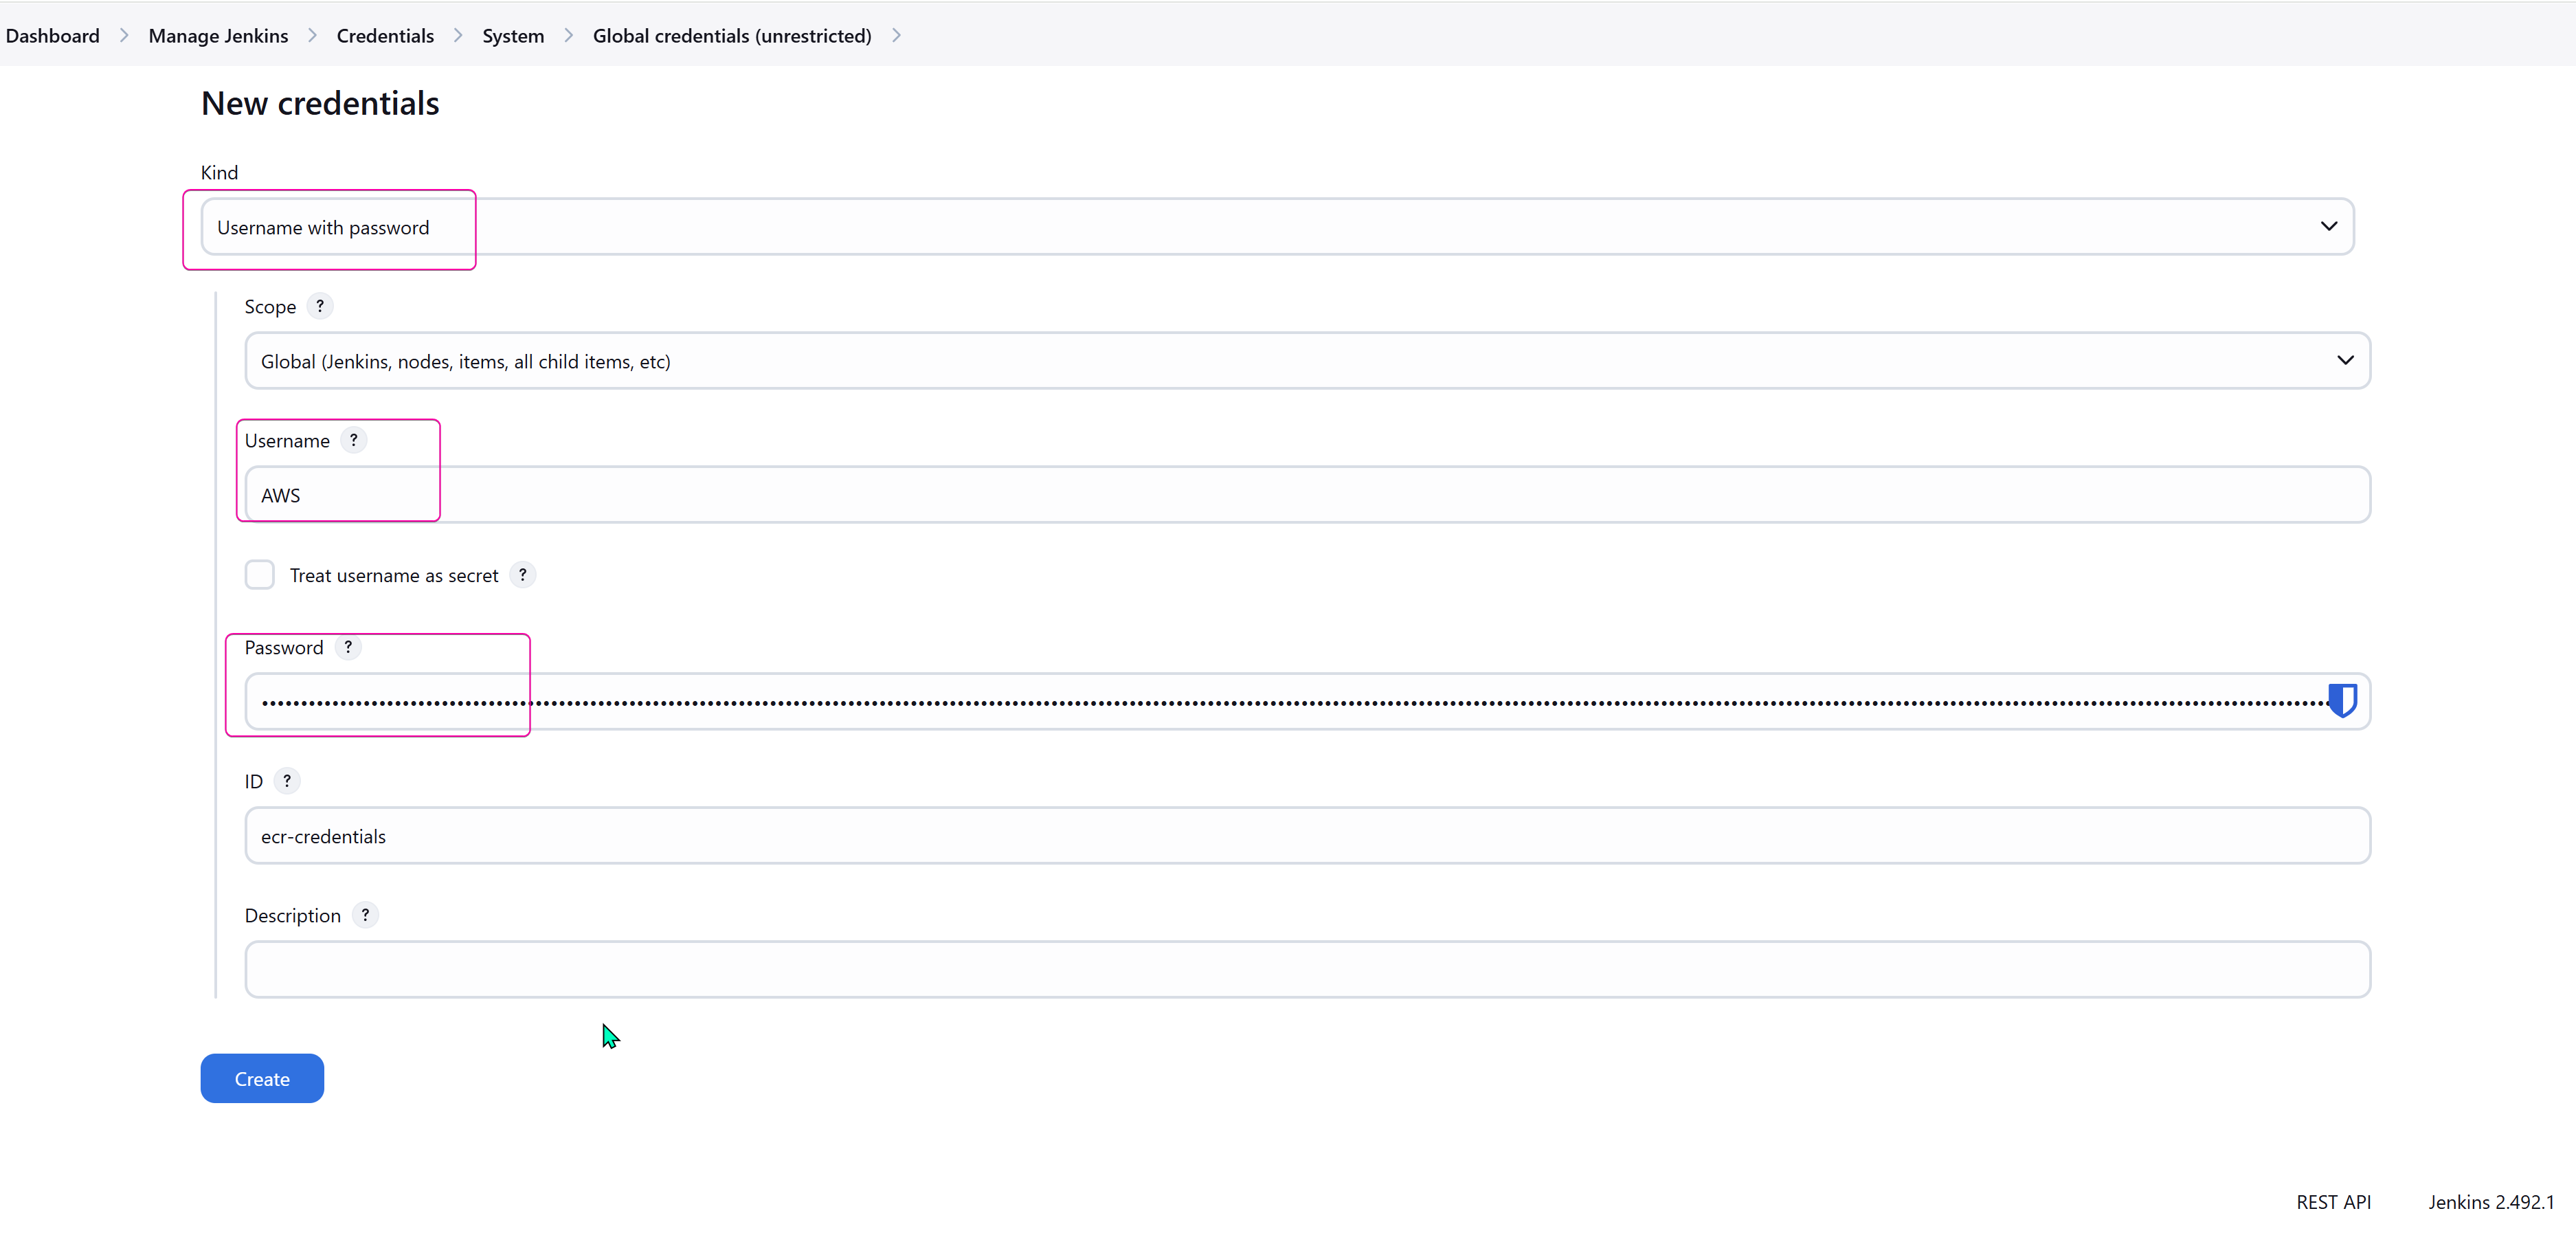 Dashboard > Manage Jenkins > Credentials > System > Global credentials (unrestricted) >
New credentials
Kind
Username with password
Scope ?
Global (Jenkins, nodes, items, all child items, etc)
Username ?
AWS
Treat username as secret ?
Password ?
ID ?
ecr-credentials
Description ?
Create
REST API Jenkins 2.492.1